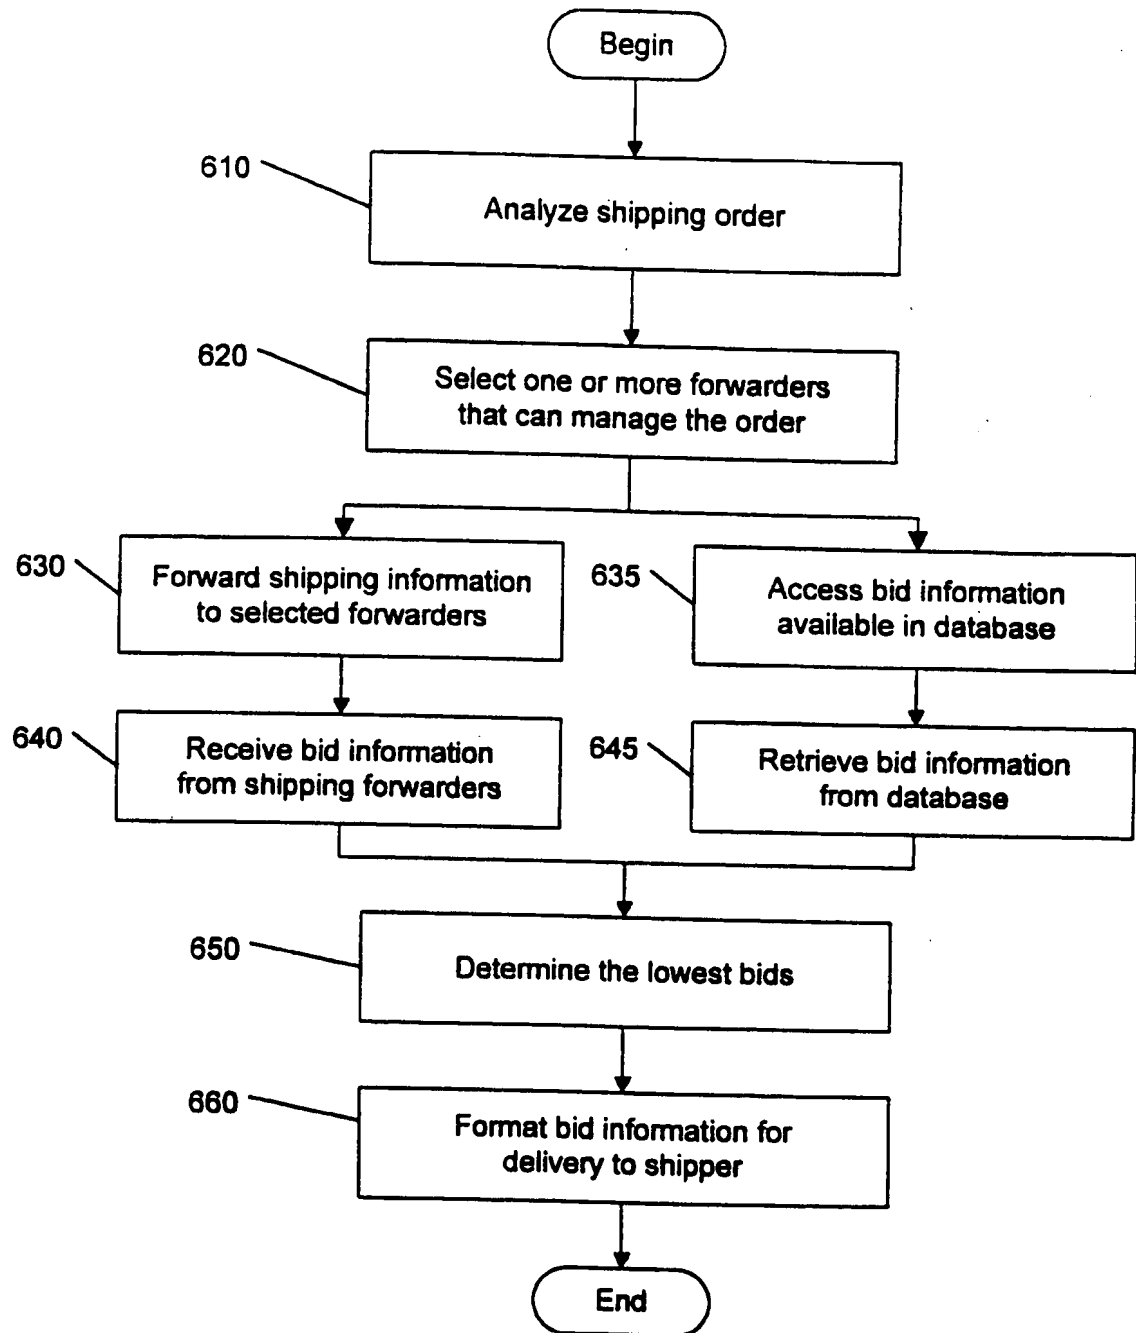 Begin
610
Analyze shipping order
620
Select one or more forwarders
that can manage the order
630
Forward shipping information
to selected forwarders
635
Access bid information
available in database
640
Receive bid information
from shipping forwarders
645
Retrieve bid information
from database
650
Determine the lowest bids
660
Format bid information for
delivery to shipper
End